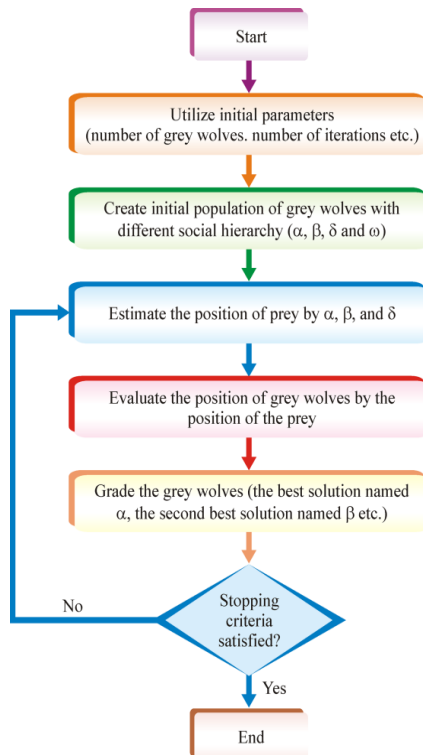 Start
Utilize initial parameters
(number of grey wolves. number of iterations etc.)
Create initial population of grey wolves with
different social hierarchy (α, β, δ and ω)
Estimate the position of prey by α, β, and δ
Evaluate the position of grey wolves by the
position of the prey
Grade the grey wolves (the best solution named
α, the second best solution named β etc.)
Stopping
criteria
satisfied?
No
Yes
End